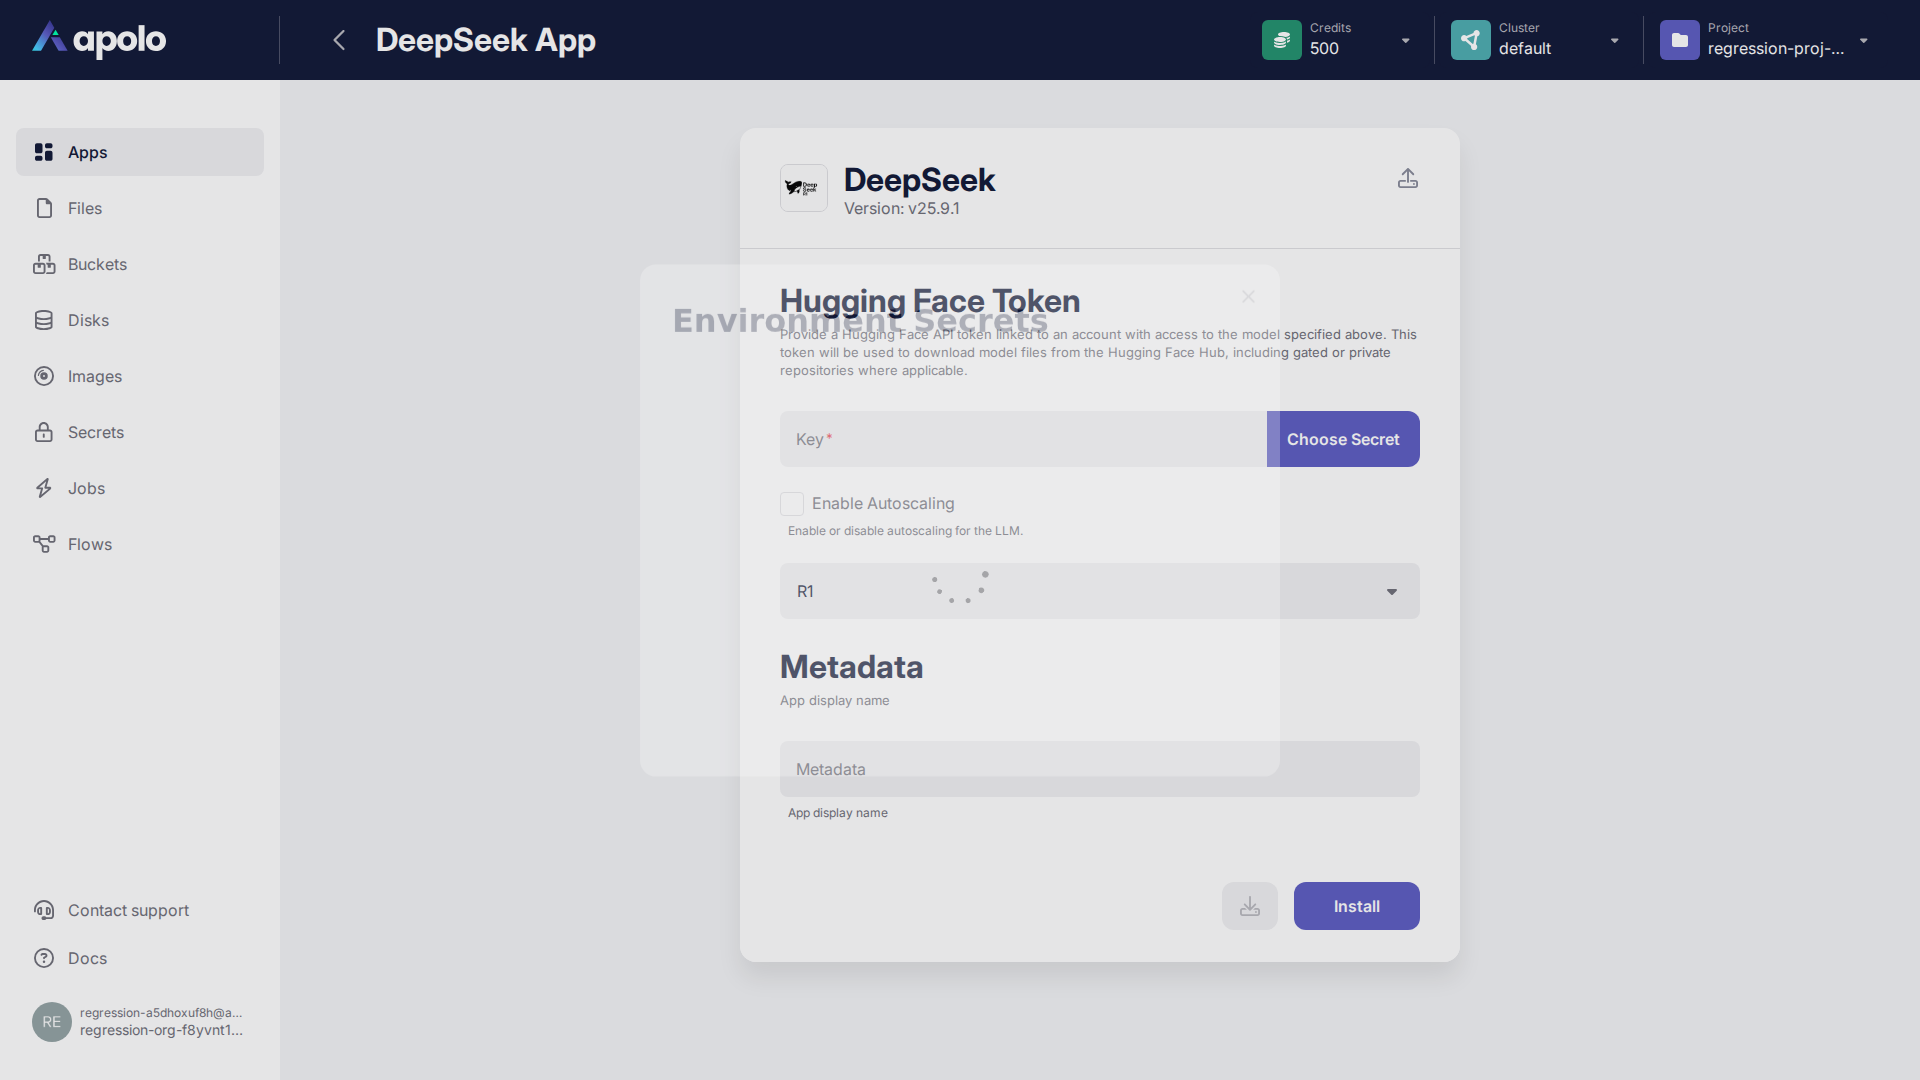 apolo
DeepSeek App
Credits
500
Cluster
default
Project
regression-proj-...
Apps
Files
Buckets
Disks
Images
Secrets
Jobs
Flows
Contact support
Docs
RE
regression-a5dhoxuf8h@a...
regression-org-f8yvnt1...
Deep
Seek
DeepSeek
Version: v25.9.1
Hugging Face Token
Environment Secrets
Provide a Hugging Face API token linked to an account with access to the model specified above. This
token will be used to download model files from the Hugging Face Hub, including gated or private
repositories where applicable.
Key*
Choose Secret
Enable Autoscaling
Enable or disable autoscaling for the LLM.
R1
Metadata
App display name
Metadata
App display name
Install